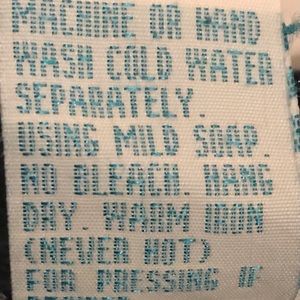 MACHINE OR HAND
WASH COLD WATER
SEPARATELY.
USING MILD SOAP.
NO BLEACH. HANG
DRY. WARM IRON
(NEVER HOT)
FOR PRESSING IF